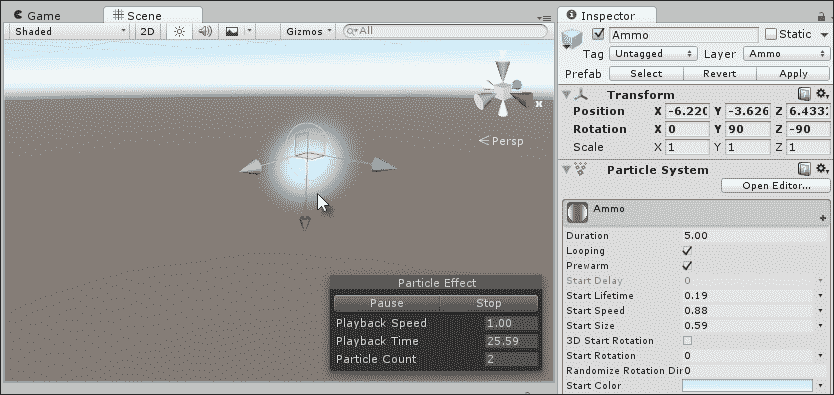 Game
Scene
Shaded
2D
Gizmos
All
x
Persp
Particle Effect
Pause
Stop
Playback Speed
1.00
Playback Time
25.59
Particle Count
2
Inspector
Ammo
Static
Tag Untagged Layer Ammo
Prefab Select Revert Apply
Transform
Position X -6.220 Y -3.626 Z 6.4332
Rotation X 0 Y 90 Z -90
Scale X 1 Y 1 Z 1
Particle System
Open Editor...
Ammo
Duration 5.00
Looping
Prewarm
Start Delay 0
Start Lifetime 0.19
Start Speed 0.88
Start Size 0.59
3D Start Rotation
Start Rotation 0
Randomize Rotation Dir 0
Start Color